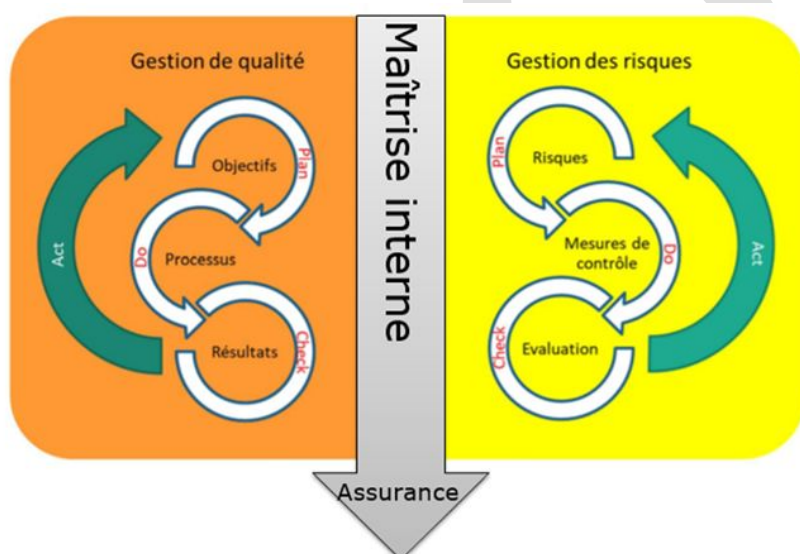 Gestion de qualité
Plan
Objectifs
Do
Processus
Act
Résultats
Check
Maîtrise interne
Assurance
Gestion des risques
Plan
Risques
Mesures de
contrôle
Do
Act
Check
Evaluation